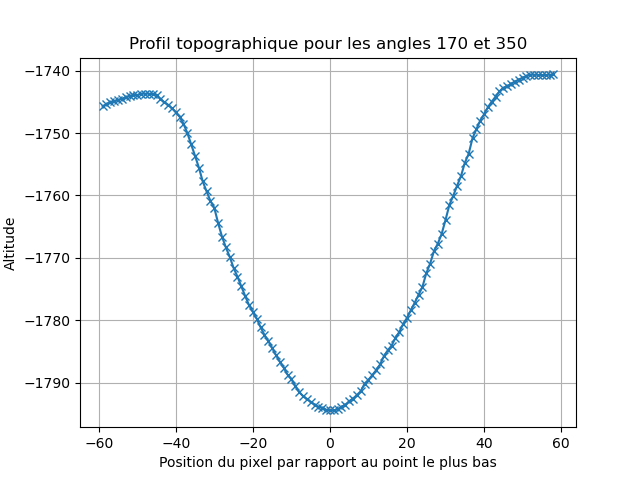 Profil topographique pour les angles 170 et 350
−1740
−1750
−1760
−1770
−1780
−1790
Altitude
−60 −40 −20 0 20 40 60
Position du pixel par rapport au point le plus bas